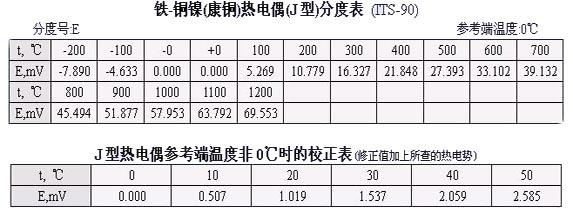 铁-铜镍(康铜)热电偶(J型)分度表 (ITS-90)
分度号:E 参考端温度:0℃
t, ℃ -200 -100 -0 +0 100 200 300 400 500 600 700
E,mV -7.890 -4.633 0.000 0.000 5.269 10.779 16.327 21.848 27.393 33.102 39.132
t, ℃ 800 900 1000 1100 1200
E,mV 45.494 51.877 57.953 63.792 69.553
J型热电偶参考端温度非0℃时的校正表(修正值加上所查的热电势)
t, ℃ 0 10 20 30 40 50
E,mV 0.000 0.507 1.019 1.537 2.059 2.585